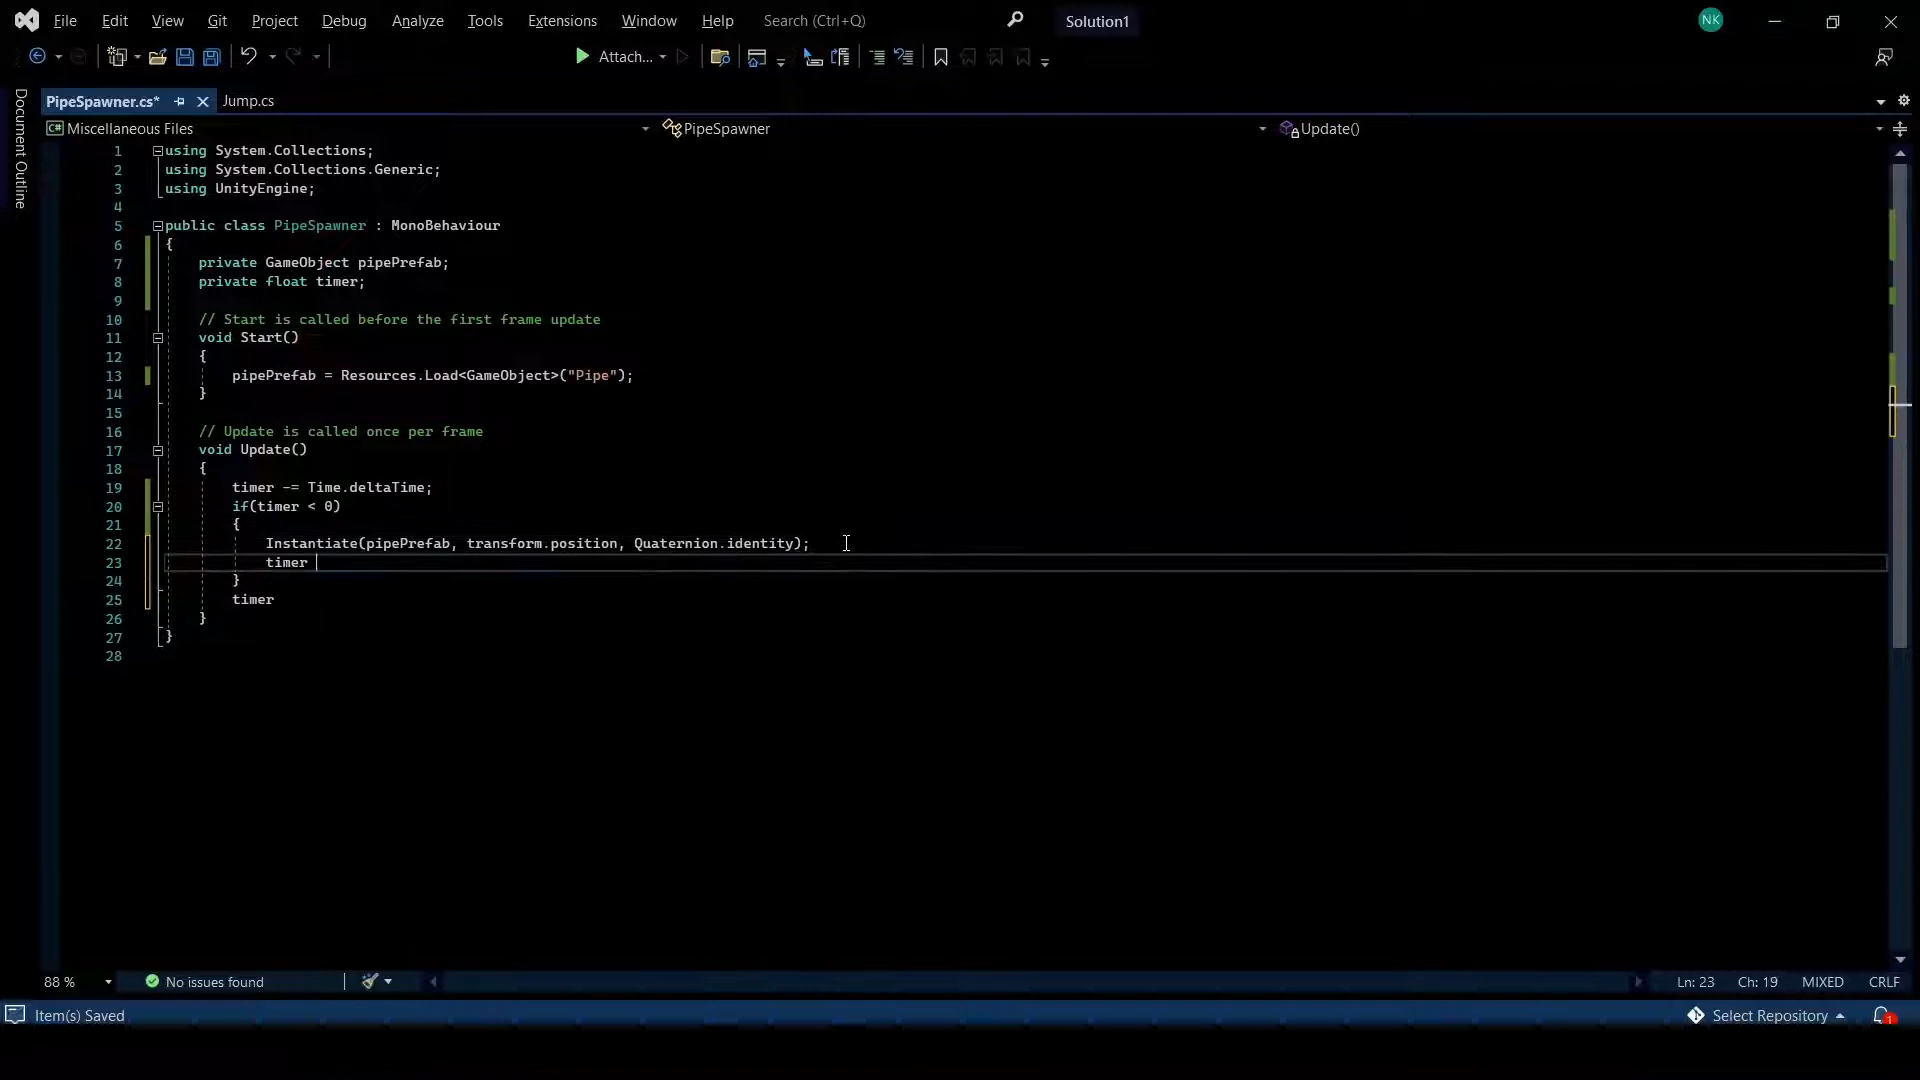 File Edit View Git Project Debug Analyze Tools Extensions Window Help Search (Ctrl+Q) Solution1 NK
Attach...
PipeSpawner.cs* Jump.cs
Document Outline
C# Miscellaneous Files PipeSpawner Update()
1 using System.Collections;
2 using System.Collections.Generic;
3 using UnityEngine;
4
5 public class PipeSpawner : MonoBehaviour
6 {
7 private GameObject pipePrefab;
8 private float timer;
9
10 // Start is called before the first frame update
11 void Start()
12 {
13 pipePrefab = Resources.Load<GameObject>("Pipe");
14 }
15
16 // Update is called once per frame
17 void Update()
18 {
19 timer -= Time.deltaTime;
20 if(timer < 0)
21 {
22 Instantiate(pipePrefab, transform.position, Quaternion.identity);
23 timer
24 }
25 timer
26 }
27 }
28
88 % No issues found Ln: 23 Ch: 19 MIXED CRLF
Item(s) Saved Select Repository 1